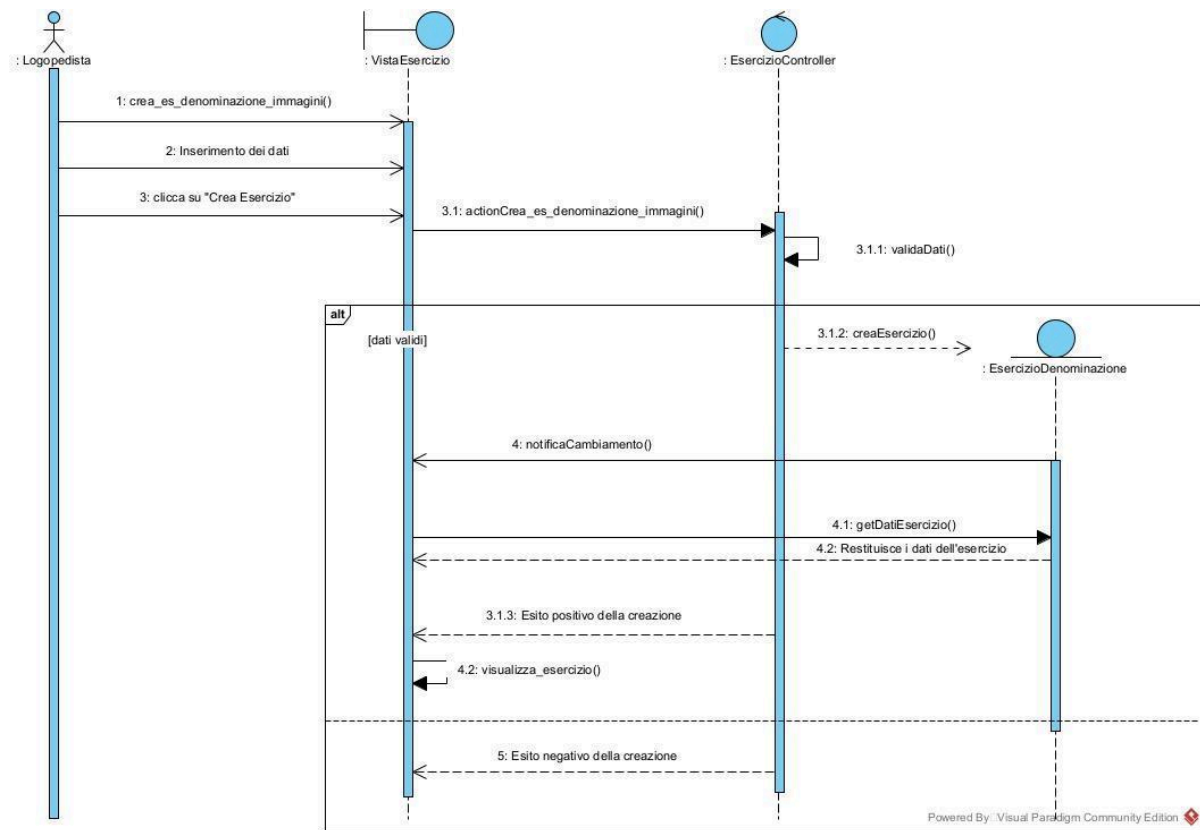 : Logopedista
: VistaEsercizio
: EsercizioController
1: crea_es_denominazione_immagini()
2: Inserimento dei dati
3: clicca su "Crea Esercizio"
3.1: actionCrea_es_denominazione_immagini()
3.1.1: validaDati()
alt
[dati validi]
3.1.2: creaEsercizio()
: EsercizioDenominazione
4: notificaCambiamento()
4.1: getDatiEsercizio()
4.2: Restituisce i dati dell'esercizio
3.1.3: Esito positivo della creazione
4.2: visualizza_esercizio()
5: Esito negativo della creazione
Powered By Visual Paradigm Community Edition